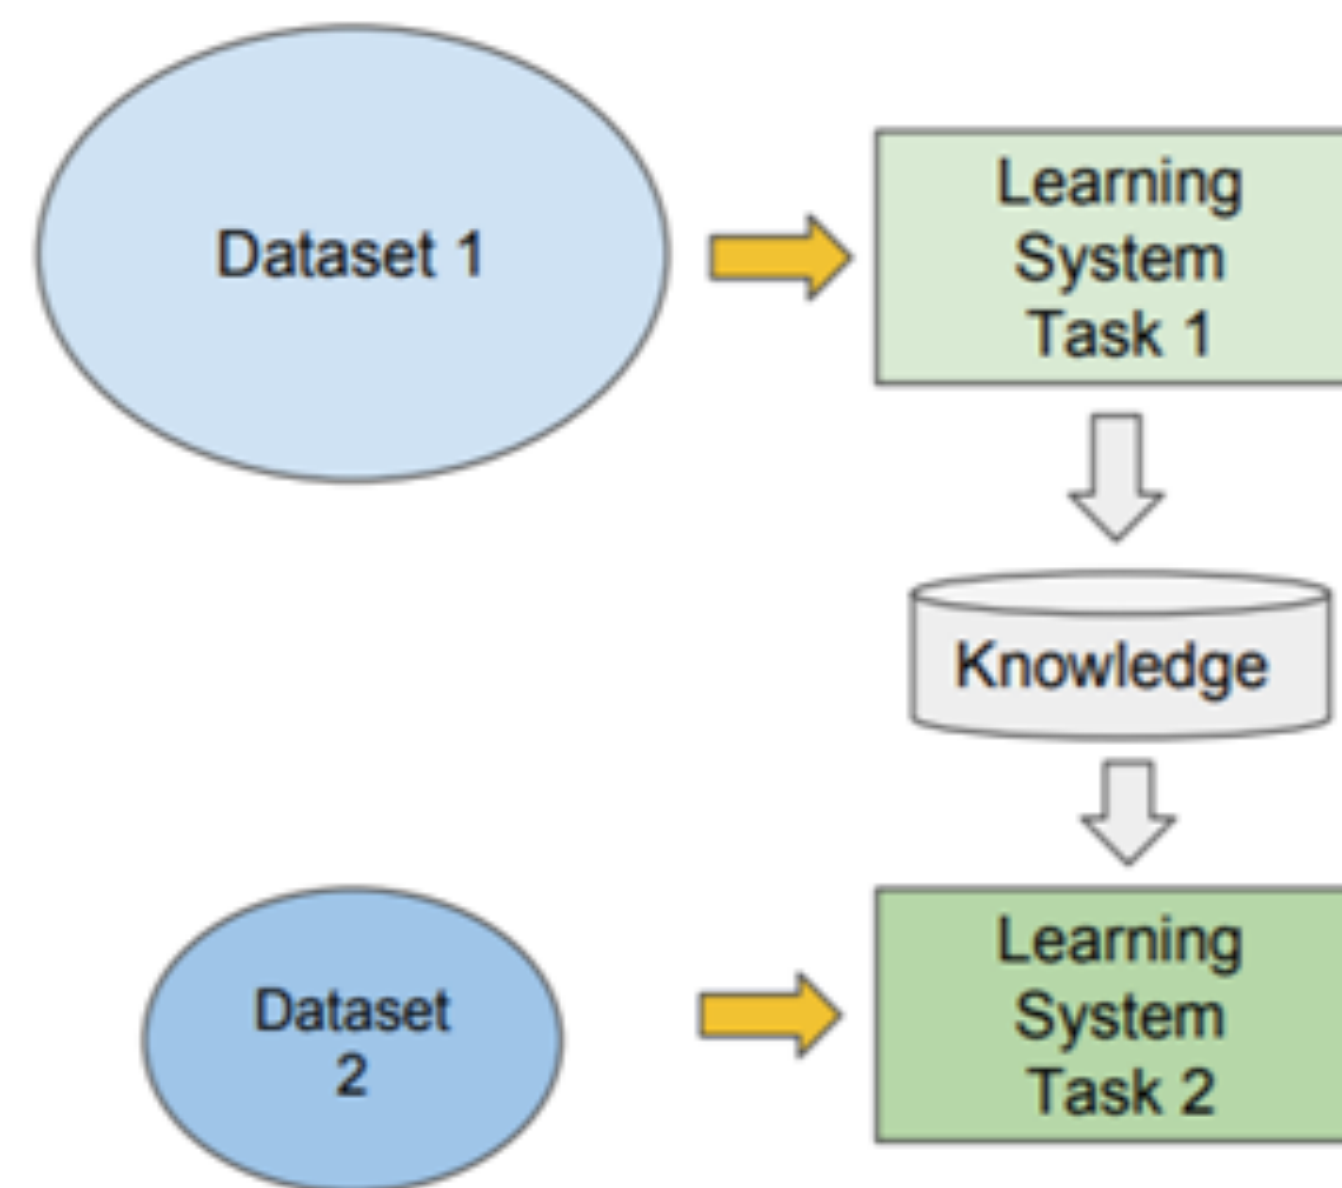 Dataset 1
Learning
System
Task 1
Knowledge
Dataset
2
Learning
System
Task 2